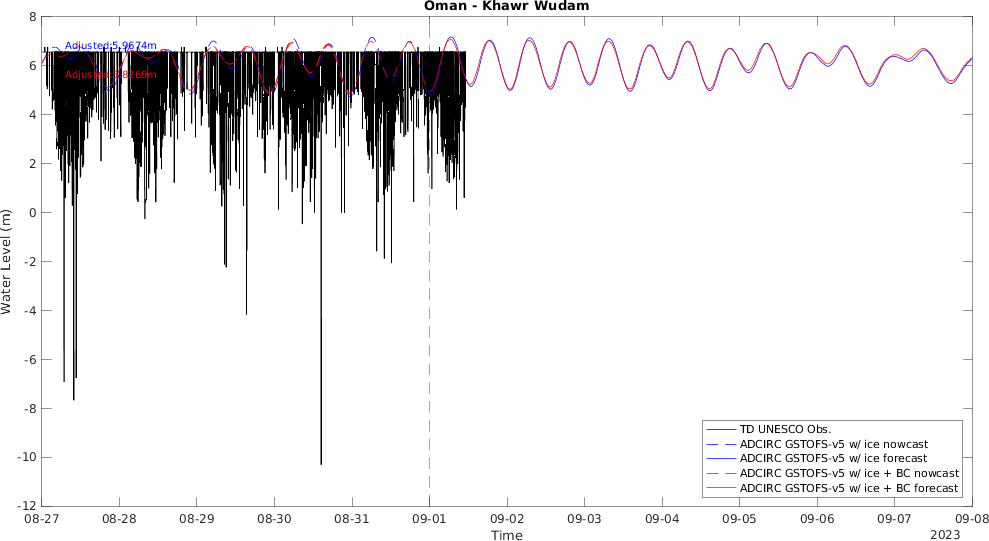 Oman - Khawr Wudam
8
6
4
2
0
-2
-4
-6
-8
-10
-12
Water Level (m)
Adjusted:5.9674m
08-27
08-28
08-29
08-30
08-31
09-01
09-02
09-03
09-04
09-05
09-06
09-07
09-08
Time
2023
TD UNESCO Obs.
ADCIRC GSTOFS-v5 w/ ice nowcast
ADCIRC GSTOFS-v5 w/ ice forecast
ADCIRC GSTOFS-v5 w/ ice + BC nowcast
ADCIRC GSTOFS-v5 w/ ice + BC forecast